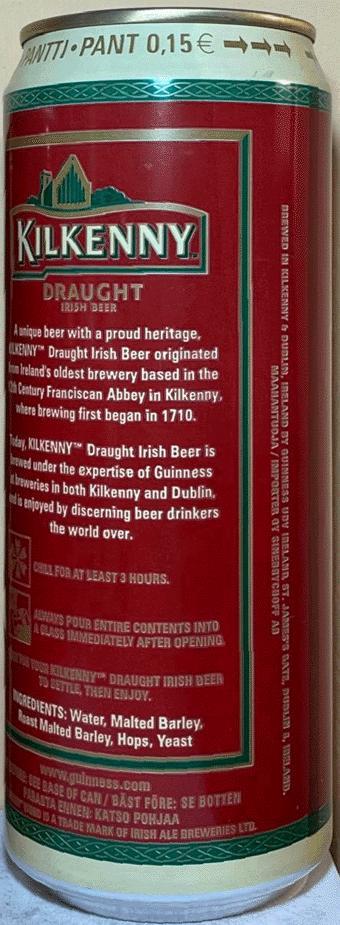 PANTTI • PANT 0,15€
KILKENNY
DRAUGHT
IRISH BEER
A unique beer with a proud heritage,
KILKENNY™ Draught Irish Beer originated
from Ireland's oldest brewery based in the
Century Franciscan Abbey in Kilkenny,
where brewing first began in 1710.
Today, KILKENNY™ Draught Irish Beer is
brewed under the expertise of Guinness
at breweries in both Kilkenny and Dublin,
and is enjoyed by discerning beer drinkers
the world over.
CHILL FOR AT LEAST 3 HOURS.
ALWAYS POUR ENTIRE CONTENTS INTO
A GLASS IMMEDIATELY AFTER OPENING.
FOR YOUR KILKENNY™ DRAUGHT IRISH BEER
TO SETTLE, THEN ENJOY.
INGREDIENTS: Water, Malted Barley,
Roast Malted Barley, Hops, Yeast
www.guinness.com
SEE BASE OF CAN / BÄST FÖRE: SE BOTTEN
PARASTA ENNEN: KATSO POHJAA
WORD IS A TRADE MARK OF IRISH ALE BREWERIES LTD.
BREWED IN KILKENNY & DUBLIN, IRELAND BY GUINNESS UDV IRELAND, ST. JAMES'S GATE, DUBLIN 8, IRELAND.
MAAHANTUOJA / IMPORTER OY SINEBRYCHOFF AB